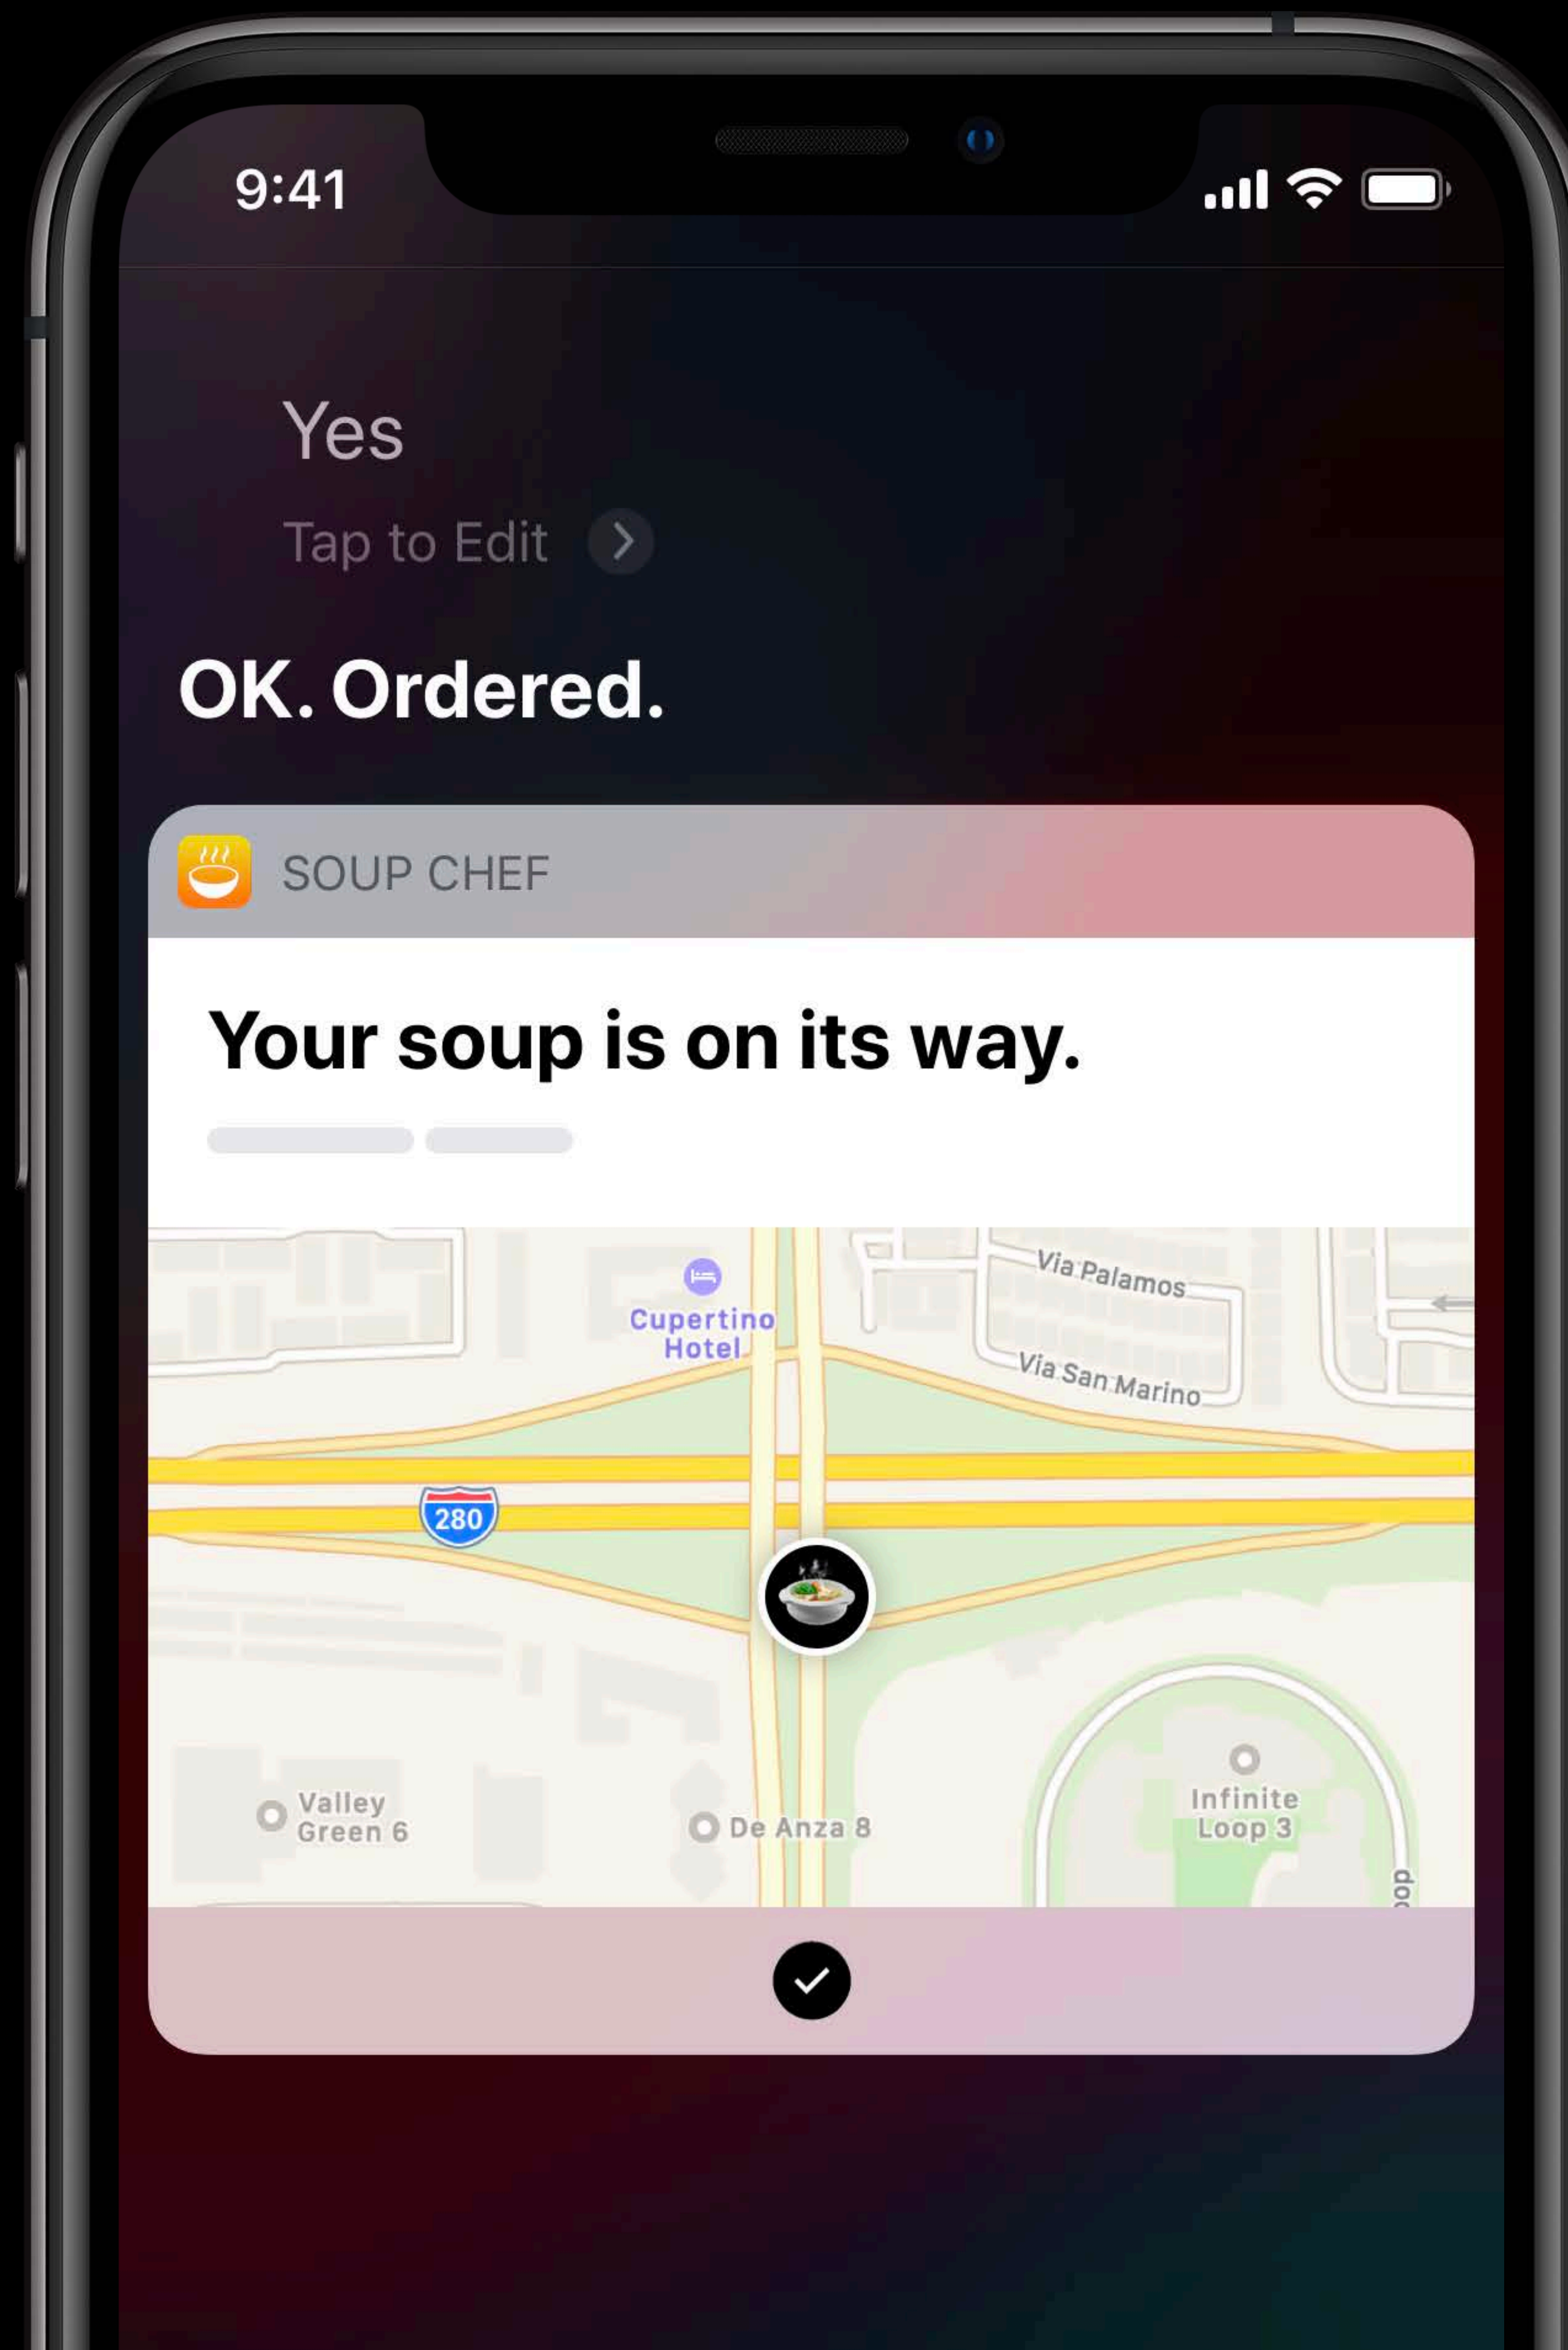 9:41
Yes
Tap to Edit
OK. Ordered.
SOUP CHEF
Your soup is on its way.
Cupertino
Hotel
Via Palamos
Via San Marino
280
Valley
Green 6
De Anza 8
Infinite
Loop 3